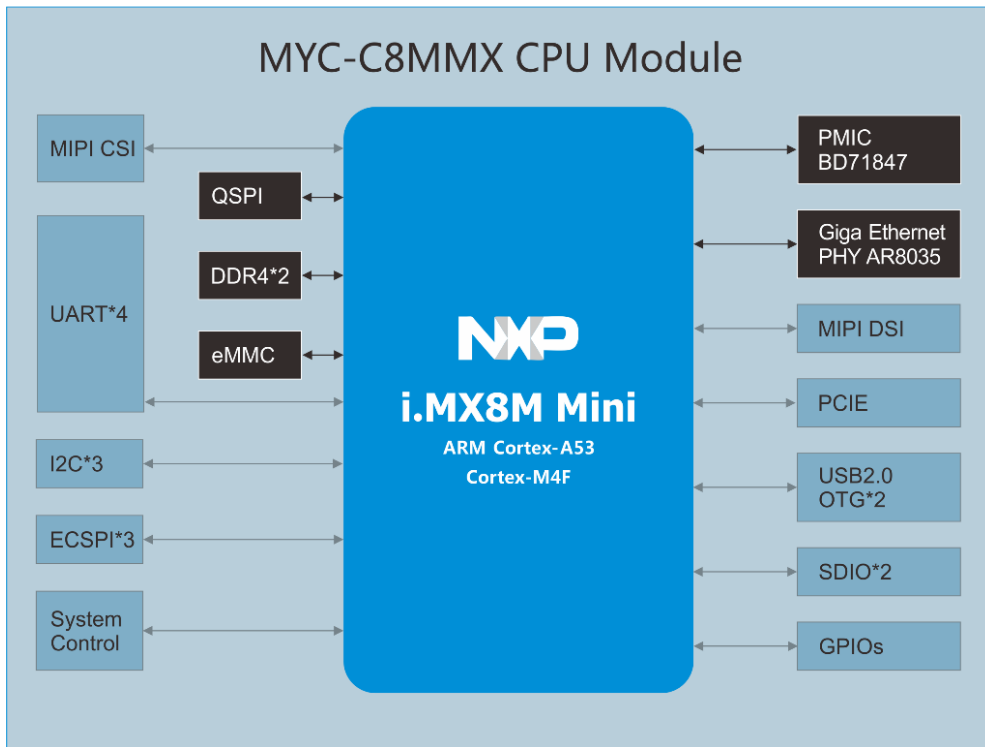 MYC-C8MMX CPU Module
MIPI CSI
QSPI
UART*4
DDR4*2
eMMC
I2C*3
ECSPI*3
System
Control
NXP
i.MX8M Mini
ARM Cortex-A53
Cortex-M4F
PMIC
BD71847
Giga Ethernet
PHY AR8035
MIPI DSI
PCIE
USB2.0
OTG*2
SDIO*2
GPIOs